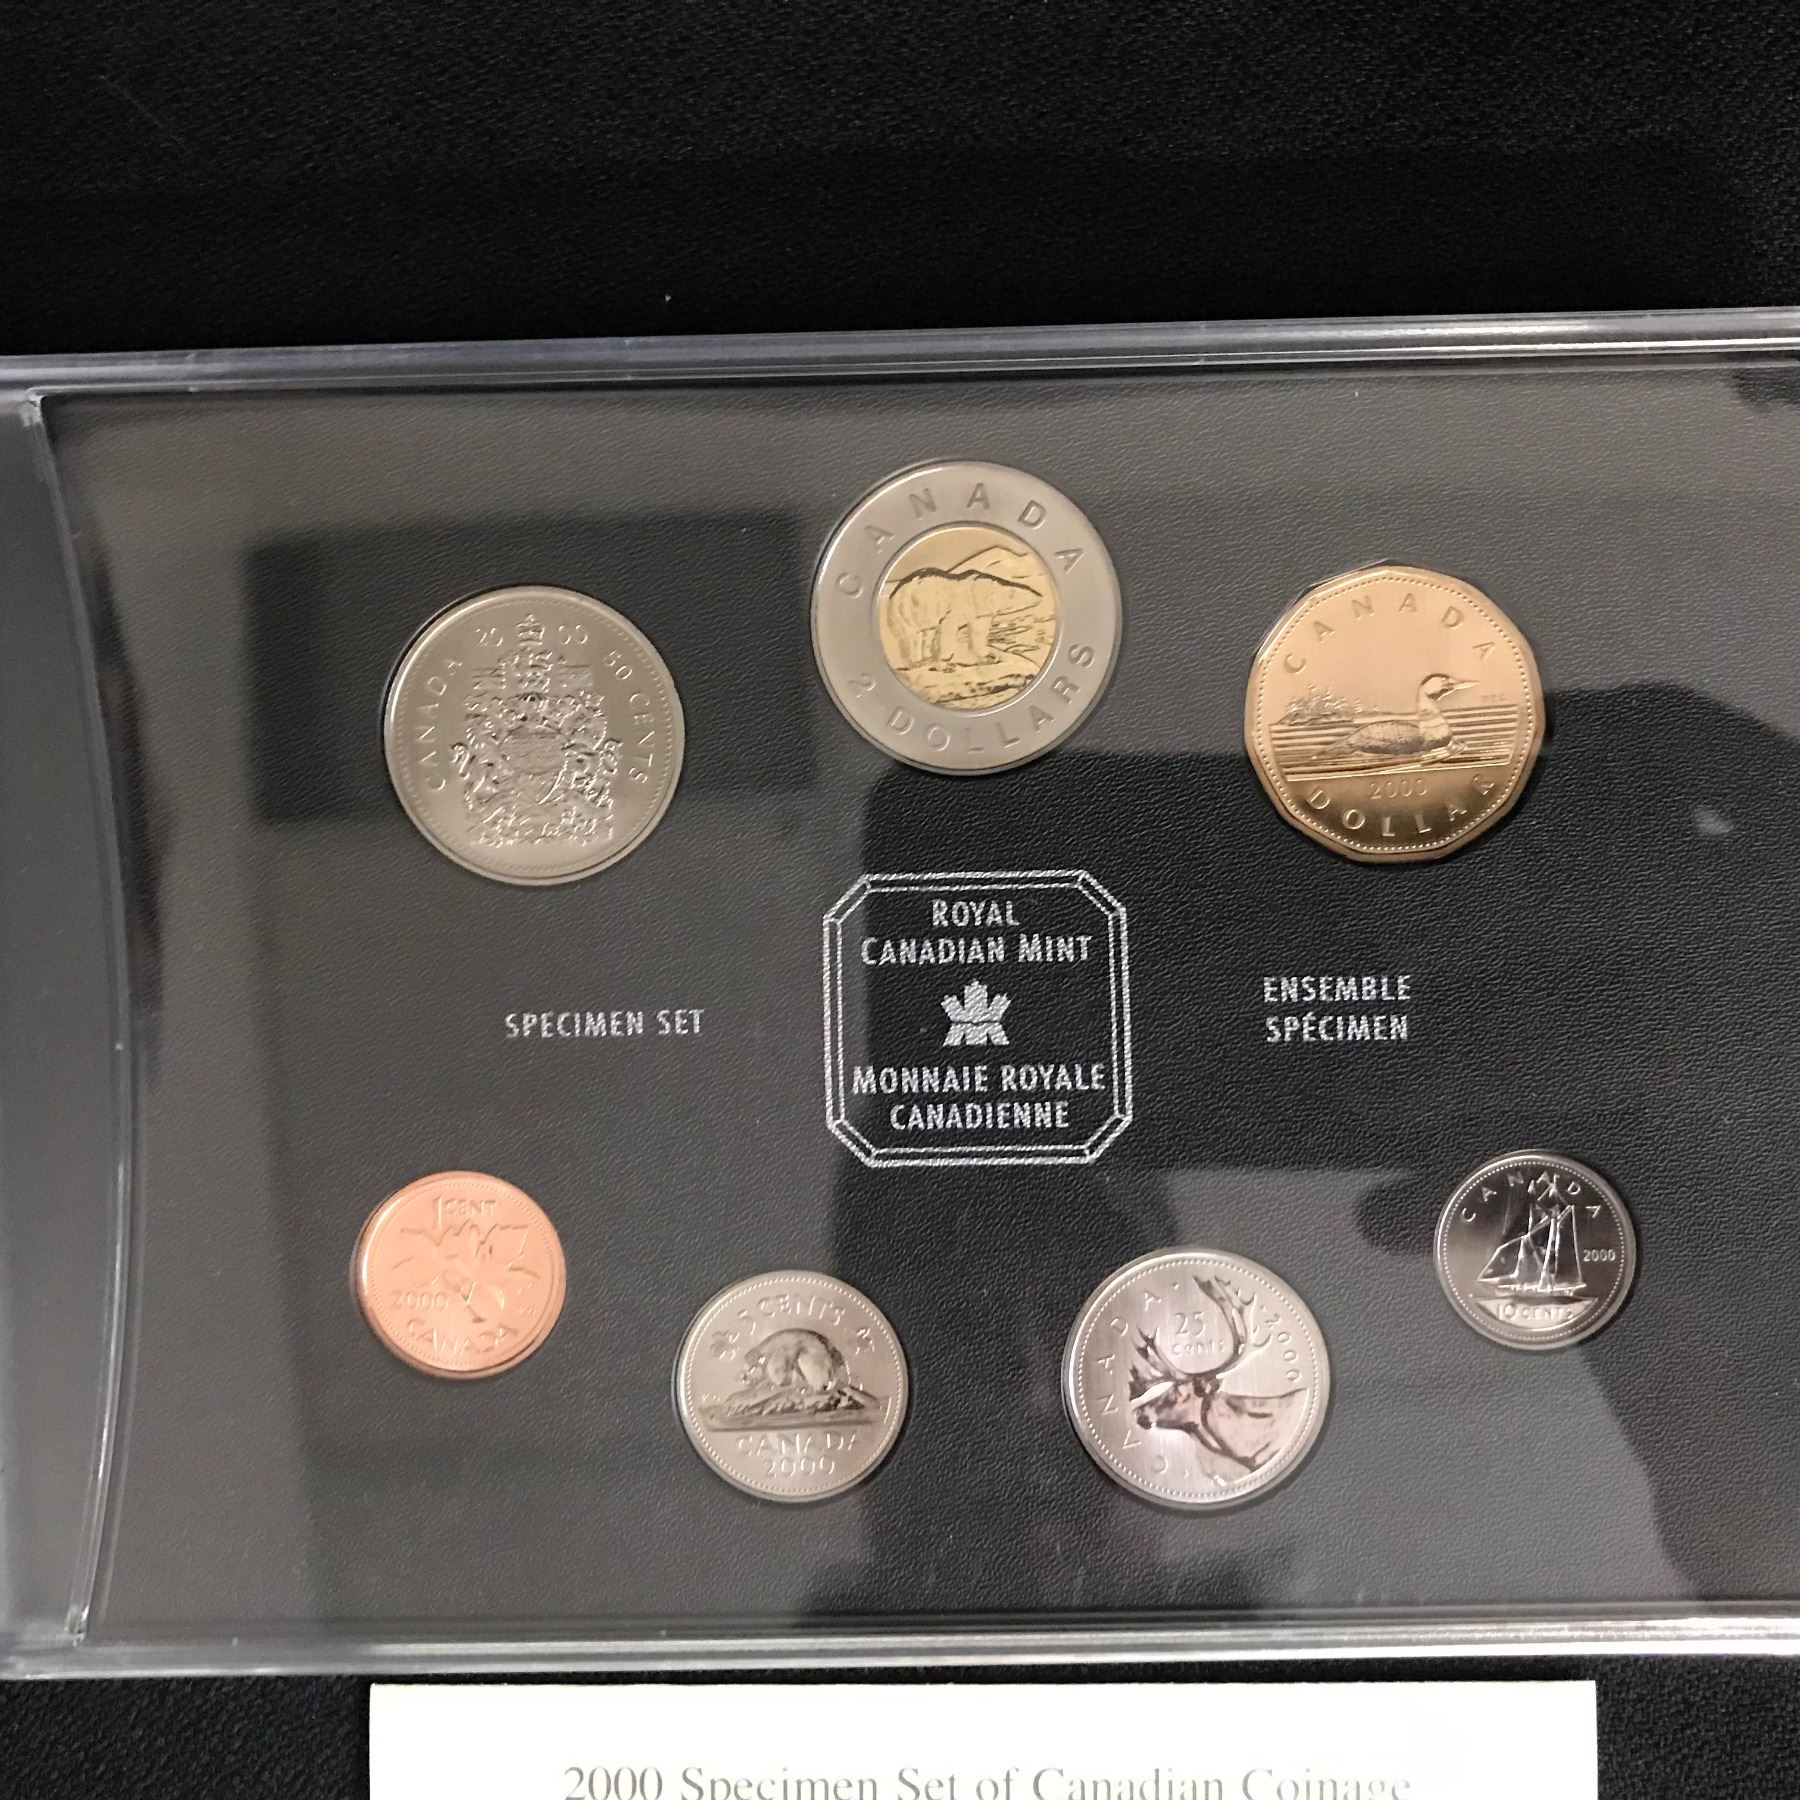 CANADA 2000 50 CENTS
CANADA
2 DOLLARS
CANADA
2000
DOLLAR
ROYAL
CANADIAN MINT
MONNAIE ROYALE
CANADIENNE
SPECIMEN SET
ENSEMBLE
SPÉCIMEN
1 CENT
2000
CANADA
5 CENTS
CANADA
2000
CANADA
25
CENTS
2000
CANADA
2000
10 CENTS
2000 Specimen Set of Canadian Coinage